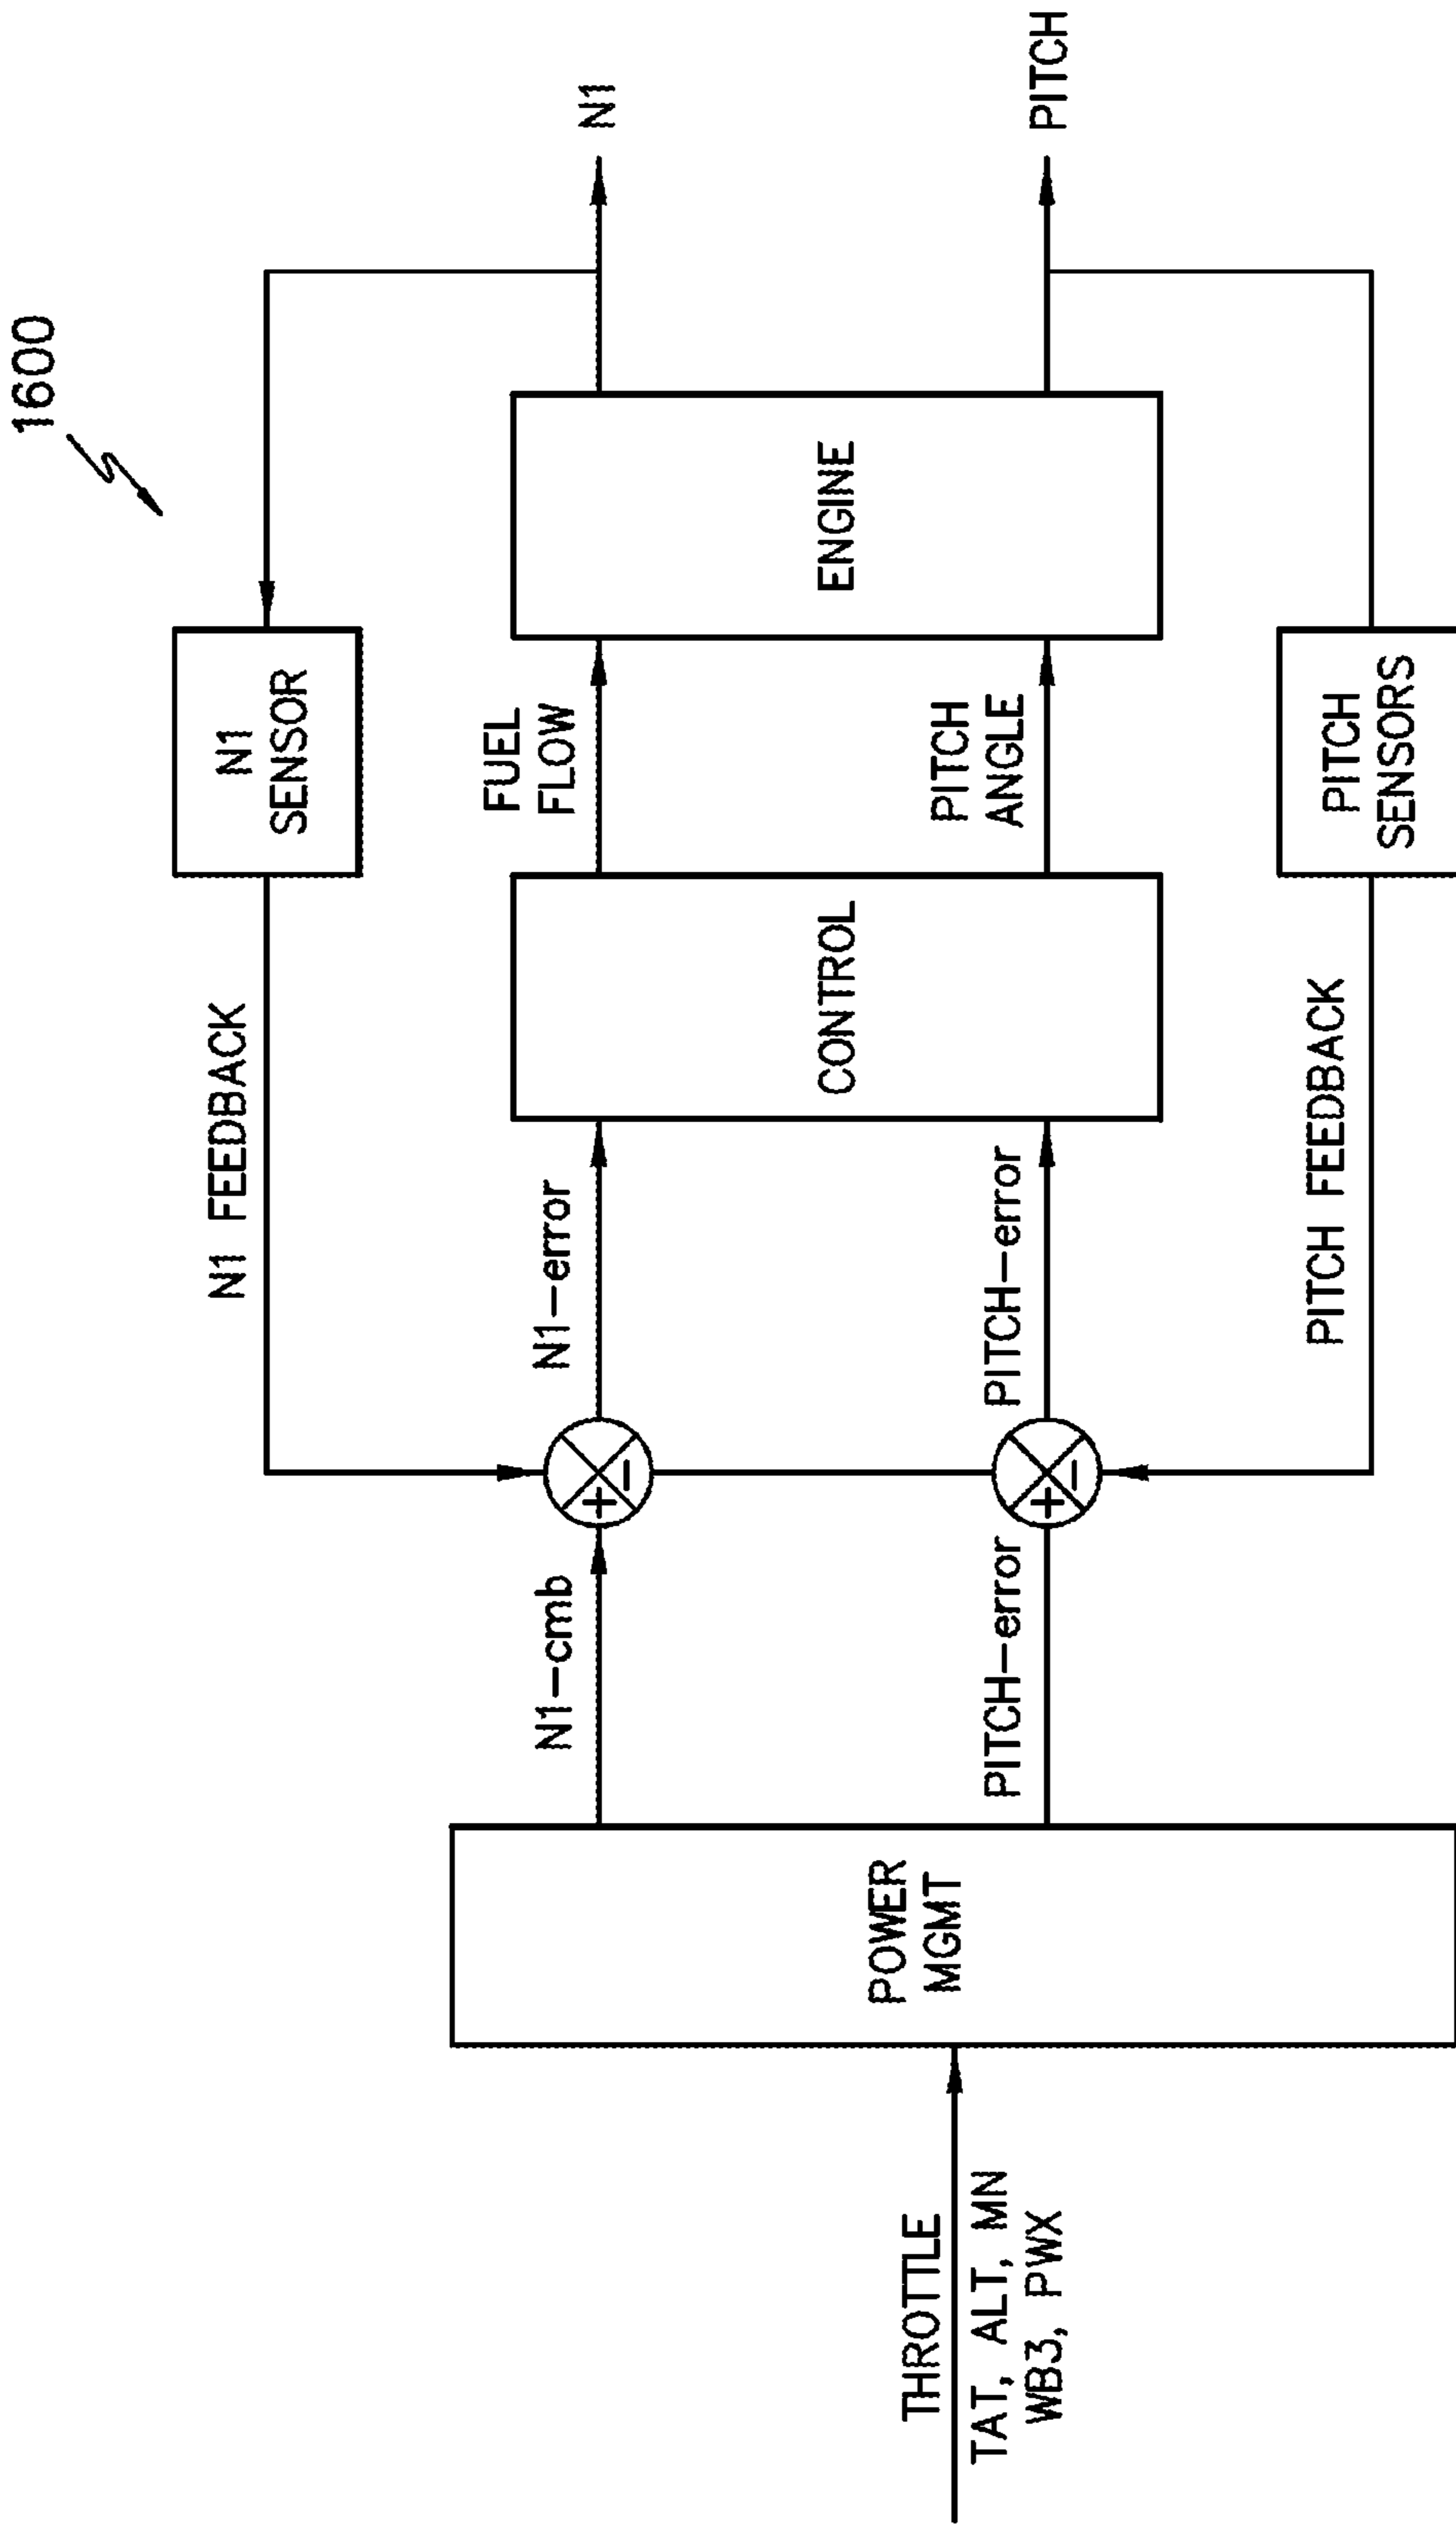 1600
N1 FEEDBACK
N1
SENSOR
N1
THROTTLE
TAT, ALT, MN
WB3, PWX
POWER
MGMT
N1-cmb
PITCH-error
+
-
+
-
N1-error
PITCH-error
CONTROL
FUEL
FLOW
PITCH
ANGLE
ENGINE
PITCH
PITCH FEEDBACK
PITCH
SENSORS